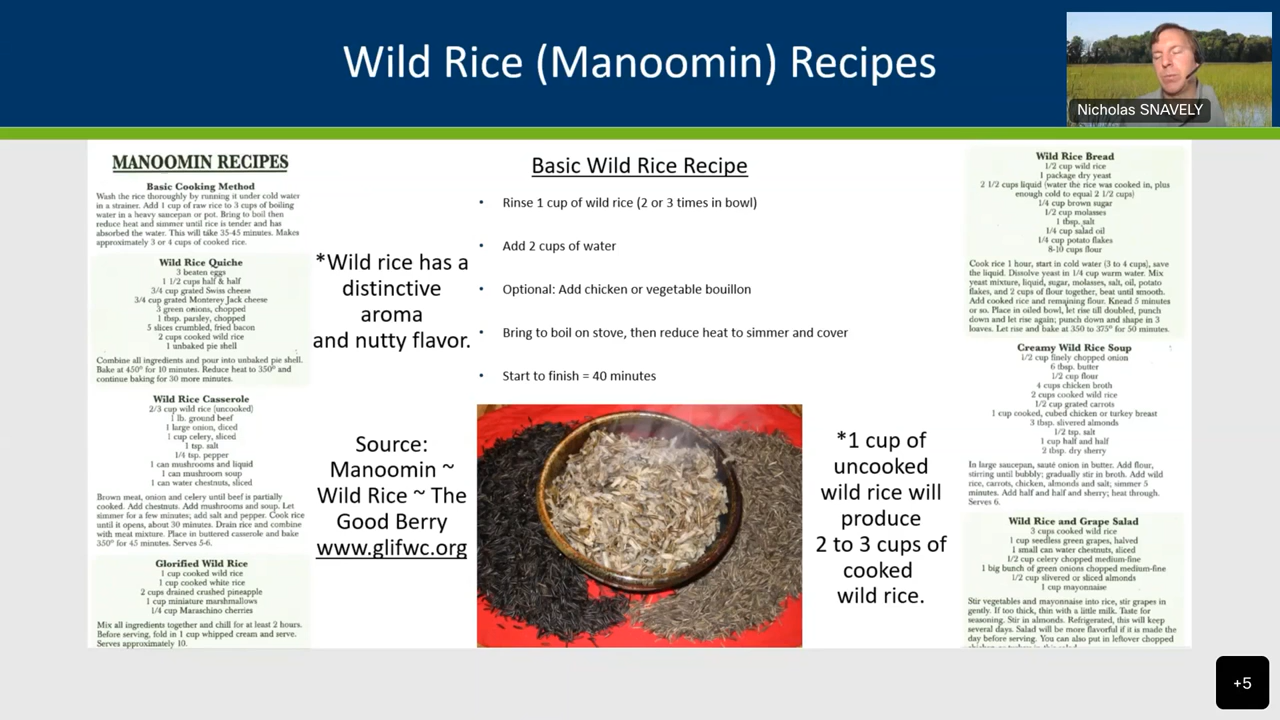 Wild Rice (Manoomin) Recipes
Nicholas SNAVELY
MANOOMIN RECIPES
Basic Cooking Method
Wash the rice thoroughly by running it under cold water
in a strainer. Add 1 cup of raw rice to 3 cups of boiling
water in a heavy saucepan or pot. Bring to boil then
reduce heat and simmer until rice is tender and has
absorbed the water. This will take 35-45 minutes. Makes
approximately 3 or 4 cups of cooked rice.
Wild Rice Quiche
3 beaten eggs
1 1/2 cups half & half
3/4 cup grated Swiss cheese
3/4 cup grated Monterey Jack cheese
3 green onions, chopped
1 tbsp. parsley, chopped
5 slices crumbled, fried bacon
2 cups cooked wild rice
1 unbaked pie shell
Combine all ingredients and pour into unbaked pie shell.
Bake at 450° for 10 minutes. Reduce heat to 350° and
continue baking for 30 more minutes.
Wild Rice Casserole
2/3 cup wild rice (uncooked)
1 lb. ground beef
1 large onion, diced
1 cup celery, sliced
1 tsp. salt
1/4 tsp. pepper
1 can mushrooms and liquid
1 can mushroom soup
1 can water chestnuts, sliced
Brown meat, onion and celery until beef is partially
cooked. Add chestnuts. Add mushrooms and soup. Let
simmer for a few minutes; add salt and pepper. Cook rice
until it opens, about 30 minutes. Drain rice and combine
with meat mixture. Place in buttered casserole and bake
350° for 45 minutes. Serves 5-6.
Glorified Wild Rice
1 cup cooked wild rice
1 cup cooked white rice
2 cups drained crushed pineapple
1 cup miniature marshmallows
1/4 cup Maraschino cherries
Mix all ingredients together and chill for at least 2 hours.
Before serving, fold in 1 cup whipped cream and serve.
Serves approximately 10.
*Wild rice has a
distinctive
aroma
and nutty flavor.
Source:
Manoomin ~
Wild Rice ~ The
Good Berry
www.glifwc.org
Basic Wild Rice Recipe
• Rinse 1 cup of wild rice (2 or 3 times in bowl)
• Add 2 cups of water
• Optional: Add chicken or vegetable bouillon
• Bring to boil on stove, then reduce heat to simmer and cover
• Start to finish = 40 minutes
*1 cup of
uncooked
wild rice will
produce
2 to 3 cups of
cooked
wild rice.
Wild Rice Bread
1/2 cup wild rice
1 package dry yeast
2 1/2 cups liquid (water the rice was cooked in, plus
enough cold to equal 2 1/2 cups)
1/4 cup brown sugar
1/2 cup molasses
1 tbsp. salt
1/4 cup salad oil
1/4 cup potato flakes
8-10 cups flour
Cook rice 1 hour, start in cold water (3 to 4 cups), save
the liquid. Dissolve yeast in 1/4 cup warm water. Mix
yeast mixture, liquid, sugar, molasses, salt, oil, potato
flakes, and 2 cups of flour together, beat until smooth.
Add cooked rice and remaining flour. Knead 5 minutes
or so. Place in oiled bowl, let rise till doubled, punch
down and let rise again; punch down and shape in 3
loaves. Let rise and bake at 350 to 375° for 50 minutes.
Creamy Wild Rice Soup
1/2 cup finely chopped onion
6 tbsp. butter
1/2 cup flour
4 cups chicken broth
2 cups cooked wild rice
1/2 cup grated carrots
1 cup cooked, cubed chicken or turkey breast
3 tbsp. slivered almonds
1/2 tsp. salt
1 cup half and half
2 tbsp. dry sherry
In large saucepan, sauté onion in butter. Add flour,
stirring until bubbly; gradually stir in broth. Add wild
rice, carrots, chicken, almonds and salt; simmer 5
minutes. Add half and half and sherry; heat through.
Serves 6.
Wild Rice and Grape Salad
3 cups cooked wild rice
1 cup seedless green grapes, halved
1 small can water chestnuts, sliced
1/2 cup celery chopped medium-fine
1 big bunch of green onions chopped medium-fine
1/2 cup slivered or sliced almonds
1 cup mayonnaise
Stir vegetables and mayonnaise into rice, stir grapes in
gently. If too thick, thin with a little milk. Taste for
seasoning. Stir in almonds. Refrigerated, this will keep
several days. Salad will be more flavorful if it is made the
day before serving. You can also put in leftover chopped
+5